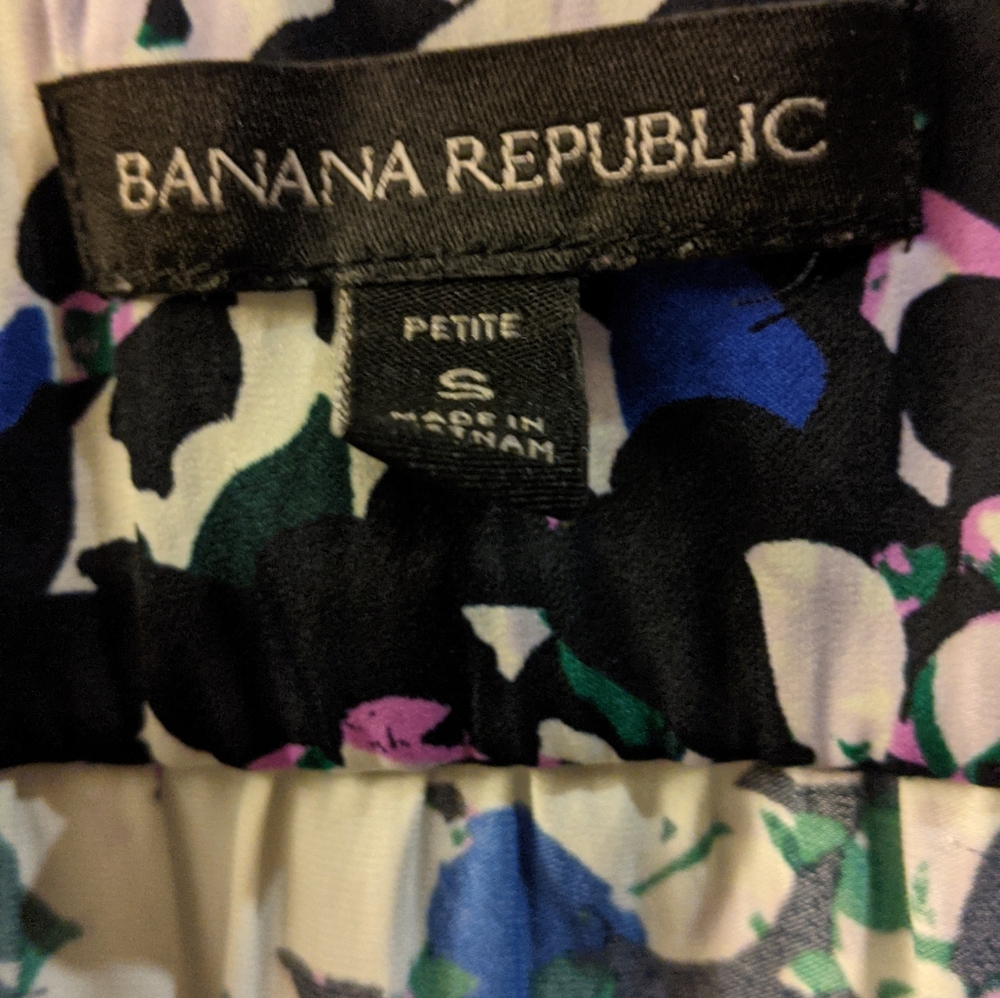 BANANA REPUBLIC
PETITE
S
MADE IN
VIETNAM